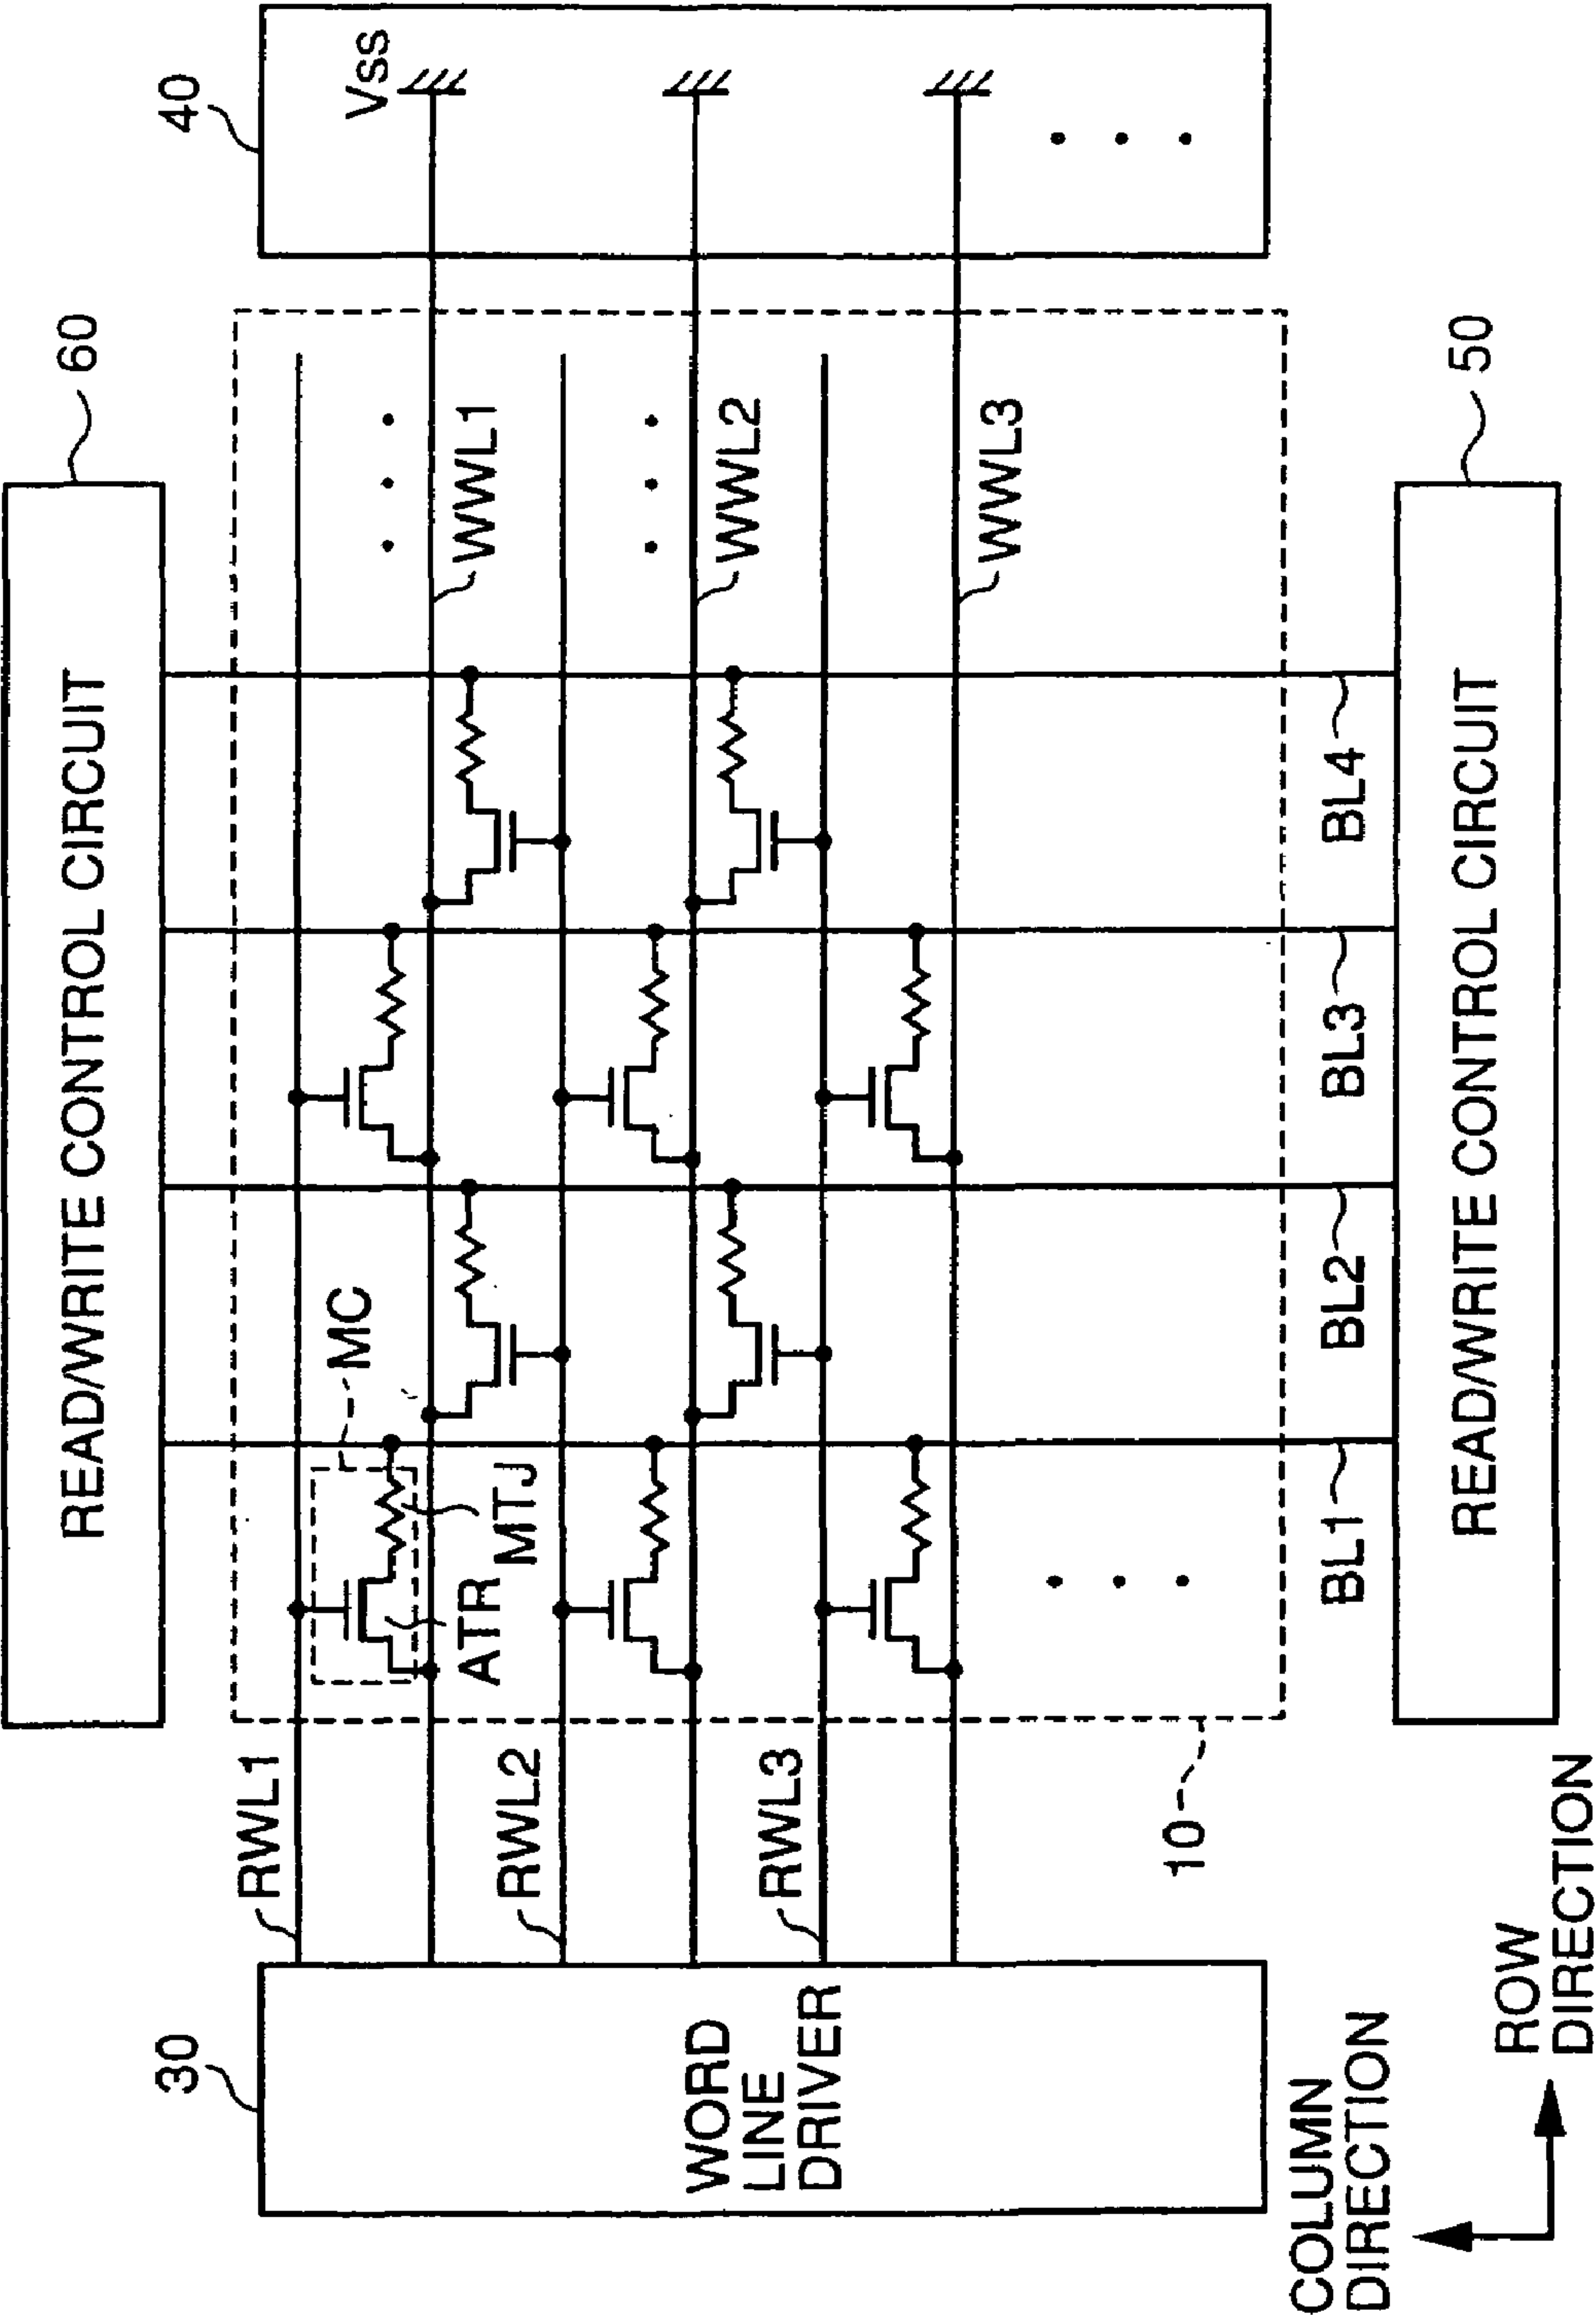 60
READ/WRITE CONTROL CIRCUIT
30
WORD
LINE
DRIVER
RWL1
RWL2
RWL3
MC
ATR
MTJ
WWL1
WWL2
WWL3
40
Vss
10
BL1
BL2
BL3
BL4
50
READ/WRITE CONTROL CIRCUIT
COLUMN
DIRECTION
ROW
DIRECTION